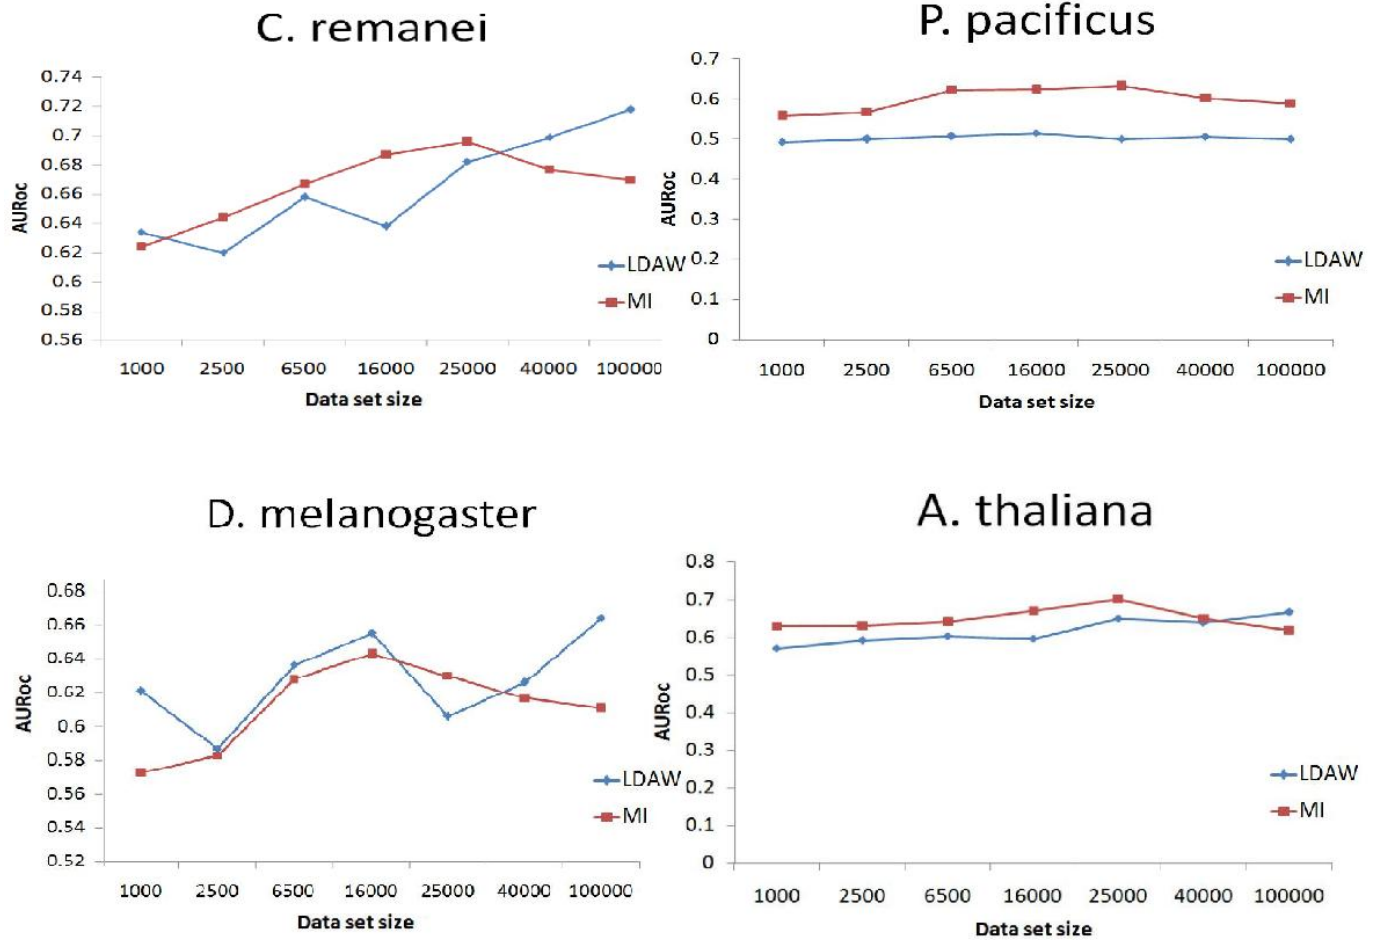 C. remanei
0.74
0.72
0.7
0.68
0.66
0.64
0.62
0.6
0.58
0.56
AURoc
LDAW
MI
1000 2500 6500 16000 25000 40000 100000
Data set size
P. pacificus
0.7
0.6
0.5
0.4
0.3
0.2
0.1
0
AURoc
LDAW
MI
1000 2500 6500 16000 25000 40000 100000
Data set size
D. melanogaster
0.68
0.66
0.64
0.62
0.6
0.58
0.56
0.54
0.52
AURoc
LDAW
MI
1000 2500 6500 16000 25000 40000 100000
Data set size
A. thaliana
0.8
0.7
0.6
0.5
0.4
0.3
0.2
0.1
0
AURoc
LDAW
MI
1000 2500 6500 16000 25000 40000 100000
Data set size